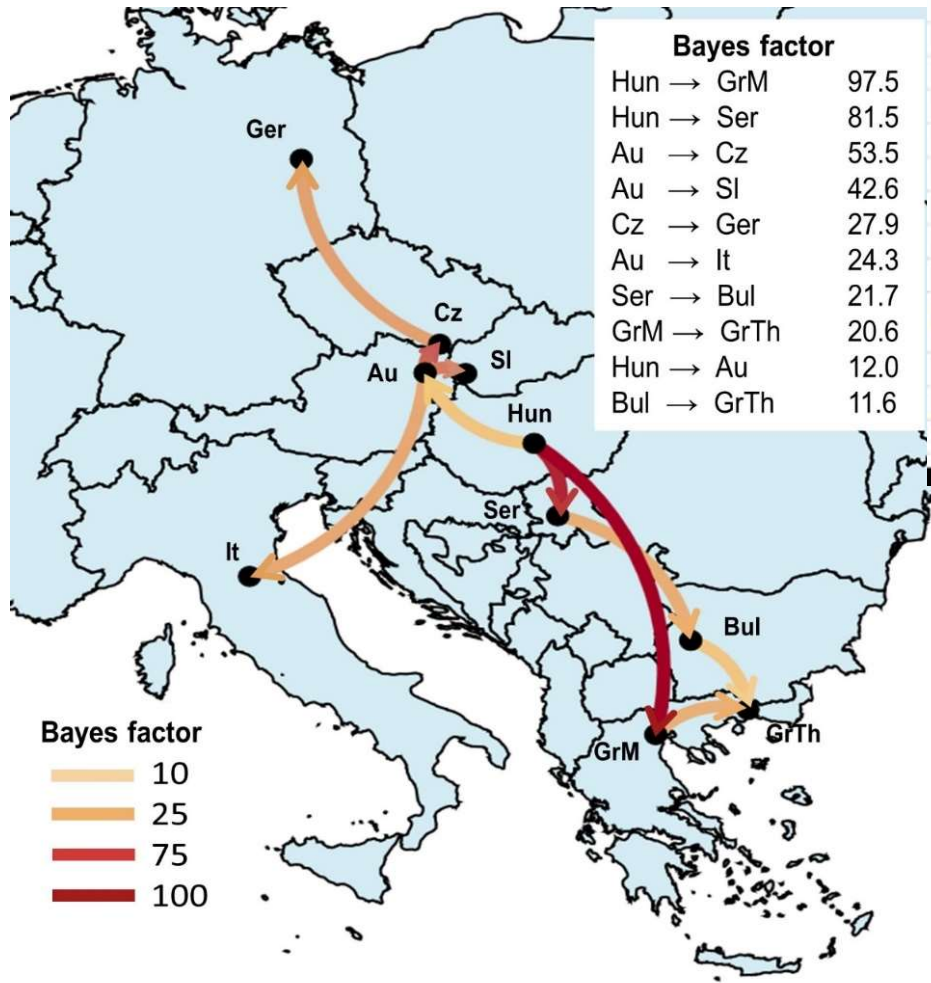 Bayes factor
Hun → GrM 97.5
Hun → Ser 81.5
Au → Cz 53.5
Au → Sl 42.6
Cz → Ger 27.9
Au → It 24.3
Ser → Bul 21.7
GrM → GrTh 20.6
Hun → Au 12.0
Bul → GrTh 11.6
Ger
Cz
Au
Sl
Hun
Ser
It
Bul
GrM
GrTh
Bayes factor
10
25
75
100